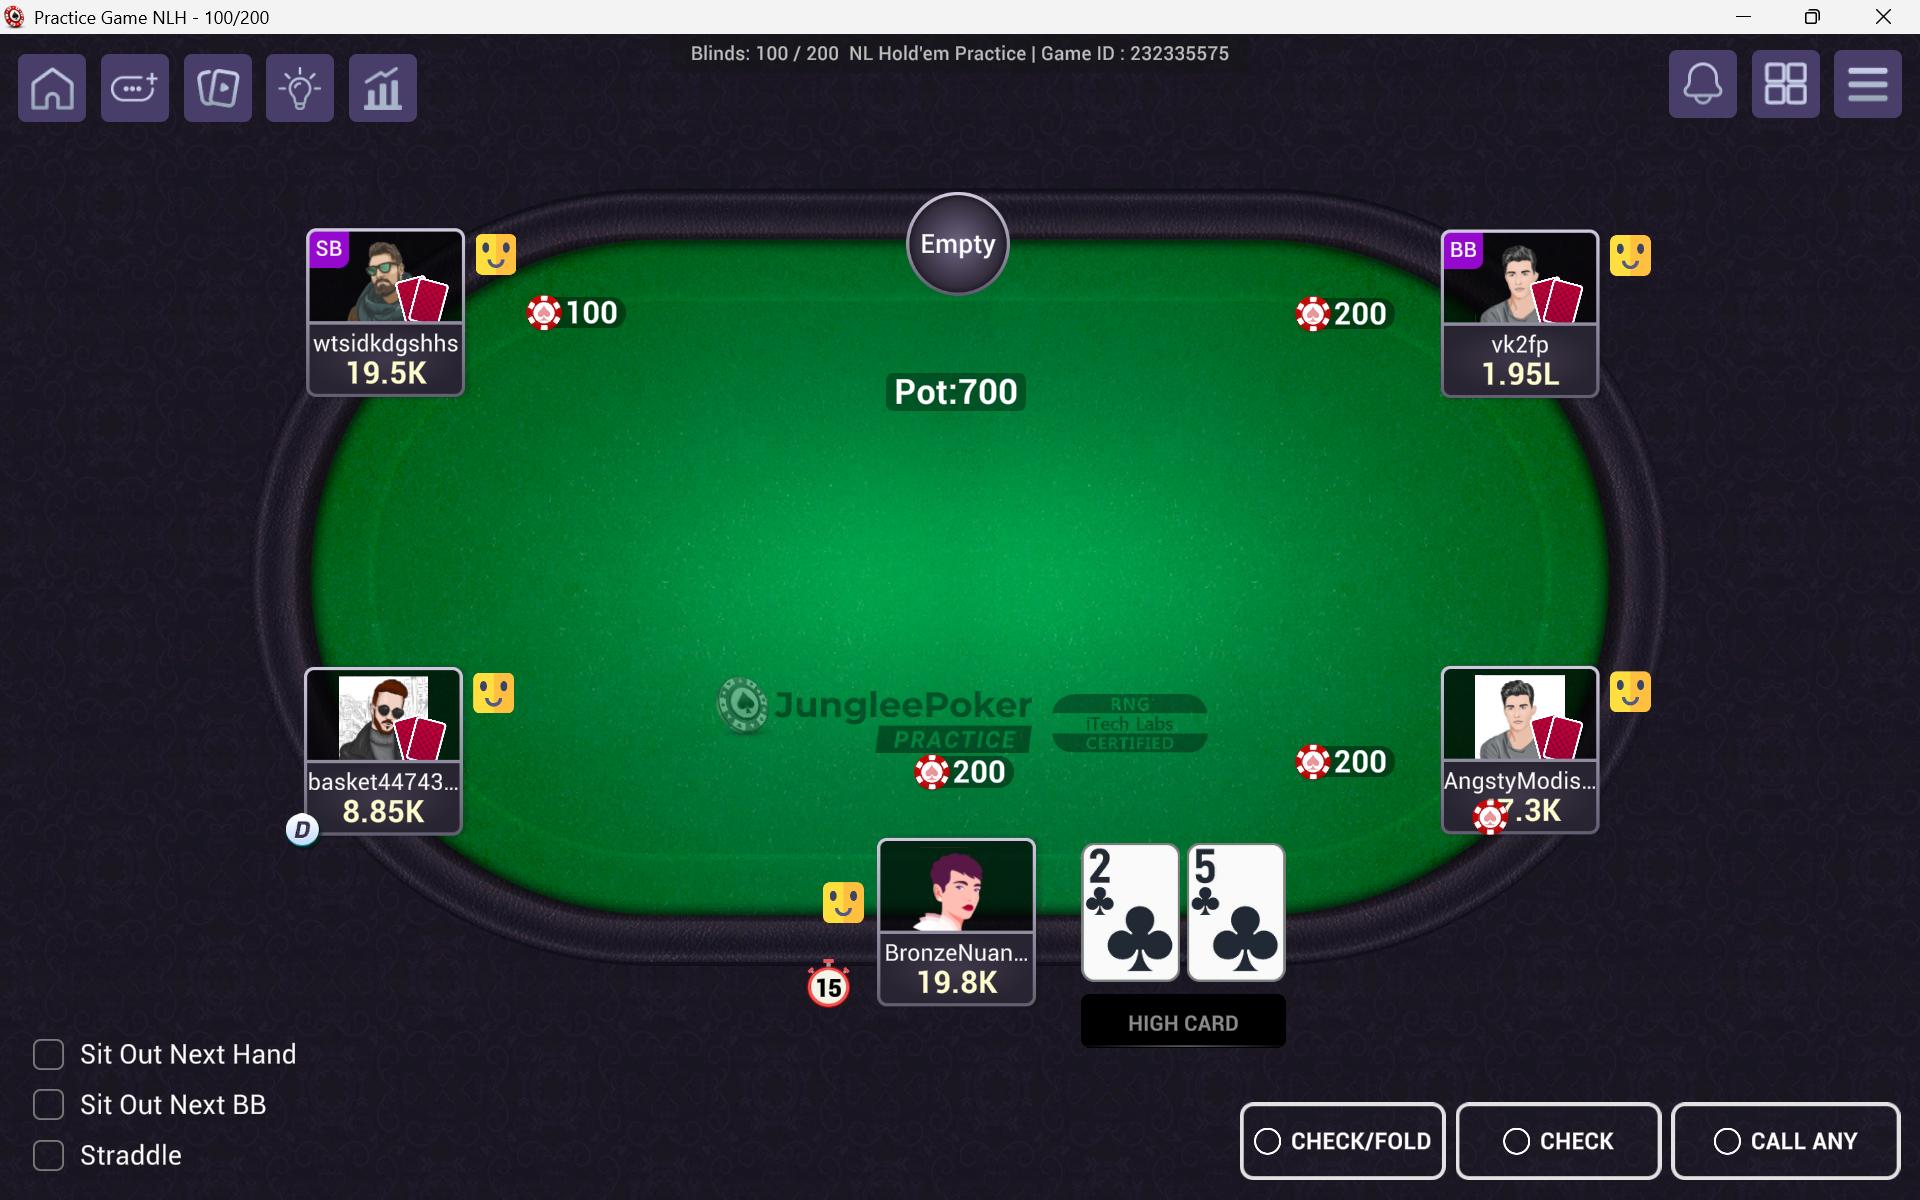 Practice Game NLH - 100/200
Blinds: 100 / 200 NL Hold'em Practice | Game ID : 232335575
Empty
SB
wtsidkdgshhs
19.5K
100
BB
vk2fp
1.95L
200
Pot:700
basket44743...
8.85K
D
JungleePoker
PRACTICE
RNG
iTech Labs
CERTIFIED
200
200
AngstyModis...
7.3K
BronzeNuan...
19.8K
15
2
5
HIGH CARD
Sit Out Next Hand
Sit Out Next BB
Straddle
CHECK/FOLD
CHECK
CALL ANY